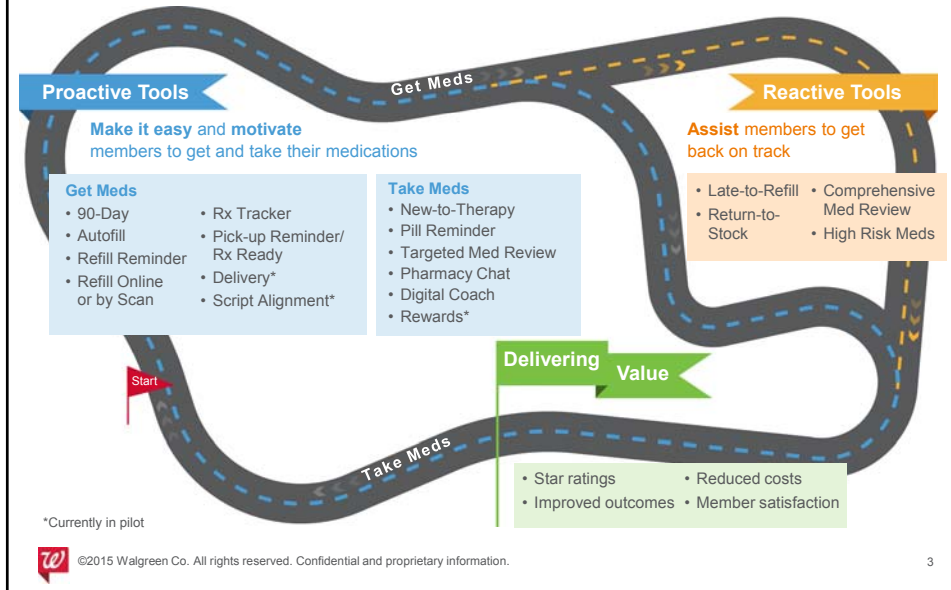 Get Meds
Proactive Tools
Reactive Tools
Make it easy and motivate
members to get and take their medications
Assist members to get
back on track
Get Meds
• 90-Day
• Autofill
• Refill Reminder
• Refill Online
or by Scan
• Rx Tracker
• Pick-up Reminder/
Rx Ready
• Delivery*
• Script Alignment*
Take Meds
• New-to-Therapy
• Pill Reminder
• Targeted Med Review
• Pharmacy Chat
• Digital Coach
• Rewards*
• Late-to-Refill
• Return-to-
Stock
• Comprehensive
Med Review
• High Risk Meds
Start
Delivering
Value
Take Meds
• Star ratings
• Improved outcomes
• Reduced costs
• Member satisfaction
*Currently in pilot
W
©2015 Walgreen Co. All rights reserved. Confidential and proprietary information.
3